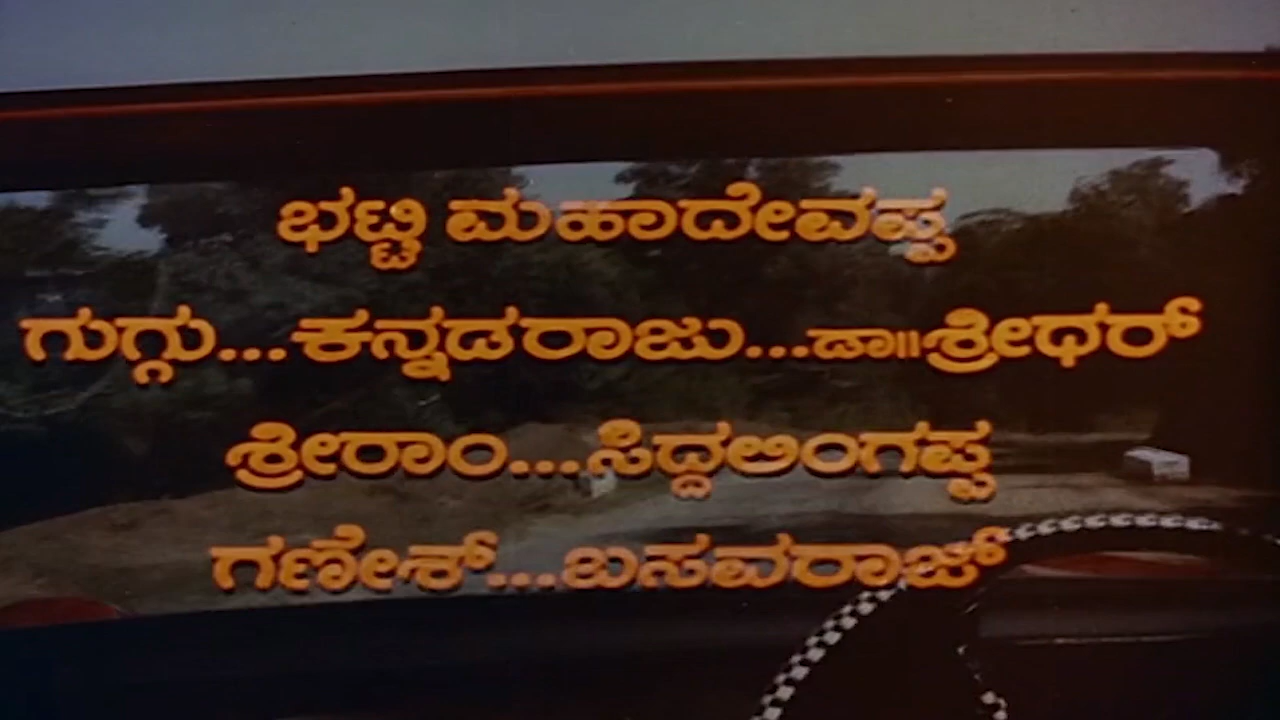 ಭಟ್ಟಿ ಮಹಾದೇವಪ್ಪ
ಗುಗ್ಗು...ಕನ್ನಡರಾಜು...ಡಾ||ಶ್ರೀಧರ್
ಶ್ರೀರಾಂ...ಸಿದ್ದಲಿಂಗಪ್ಪ
ಗಣೇಶ್...ಬಸವರಾಜ್